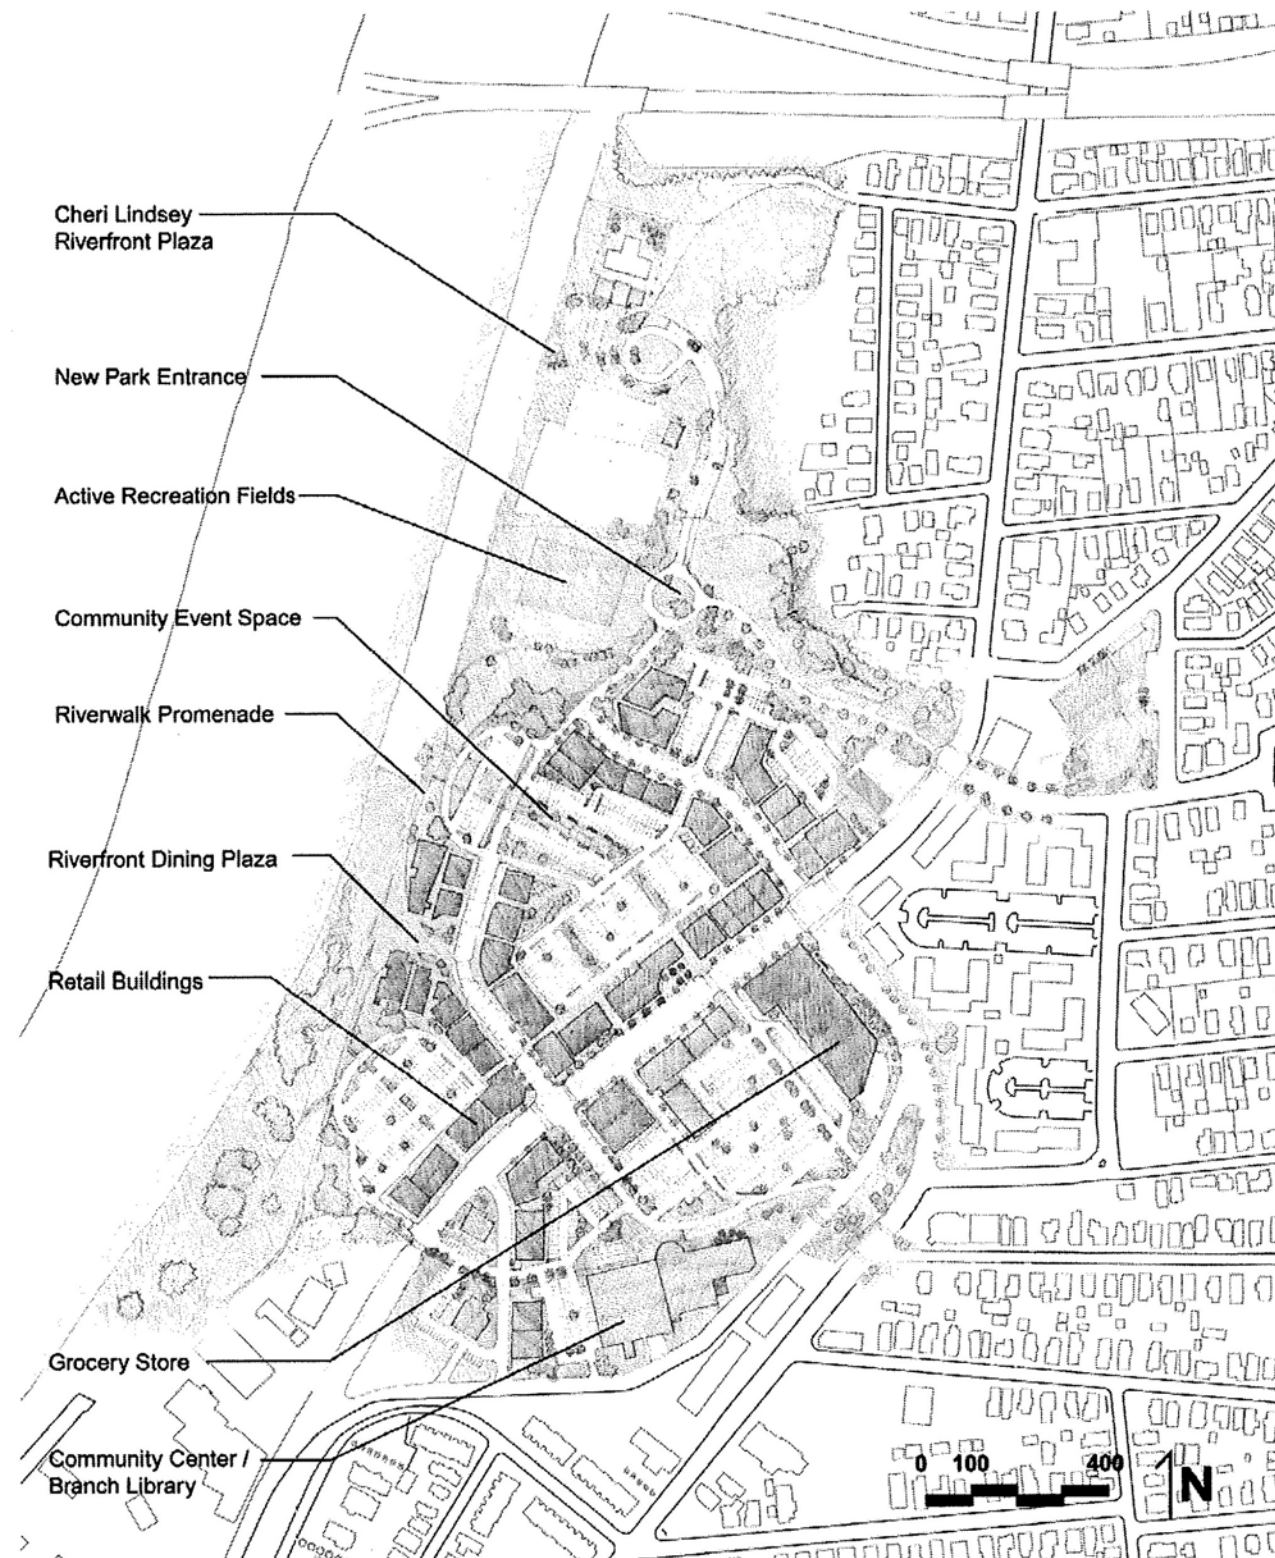 Cheri Lindsey
Riverfront Plaza
New Park Entrance
Active Recreation Fields
Community Event Space
Riverwalk Promenade
Riverfront Dining Plaza
Retail Buildings
Grocery Store
Community Center /
Branch Library
0 100 400
N